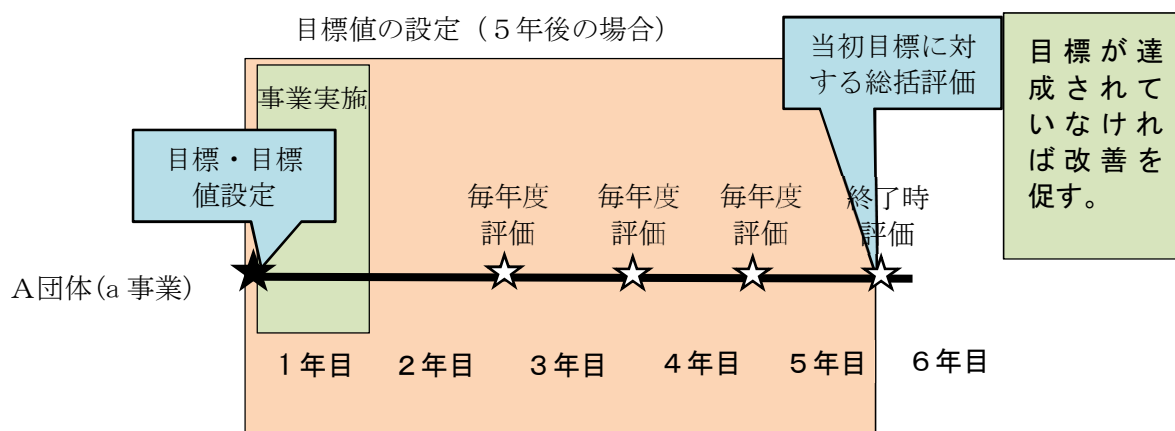 目標値の設定（５年後の場合）
当初目標に対
する総括評価
目標が達
成されて
いなけれ
ば改善を
促す。
事業実施
目標・目標
値設定
毎年度
評価
毎年度
評価
毎年度
評価
終了時
評価
Ａ団体(a 事業)
１年目
２年目
３年目
４年目
５年目
６年目